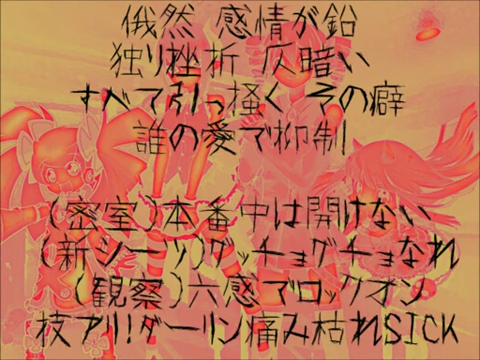 俄然 感情が鉛
独り挫折 仄暗い
すべて引っ掻く その癖
誰の愛で抑制
(密室)本番中は開けない
(新シーツ)グッチョグチョなれ
(観察)六感でロックオン
技アリ!ダーリン痛み枯れSICK